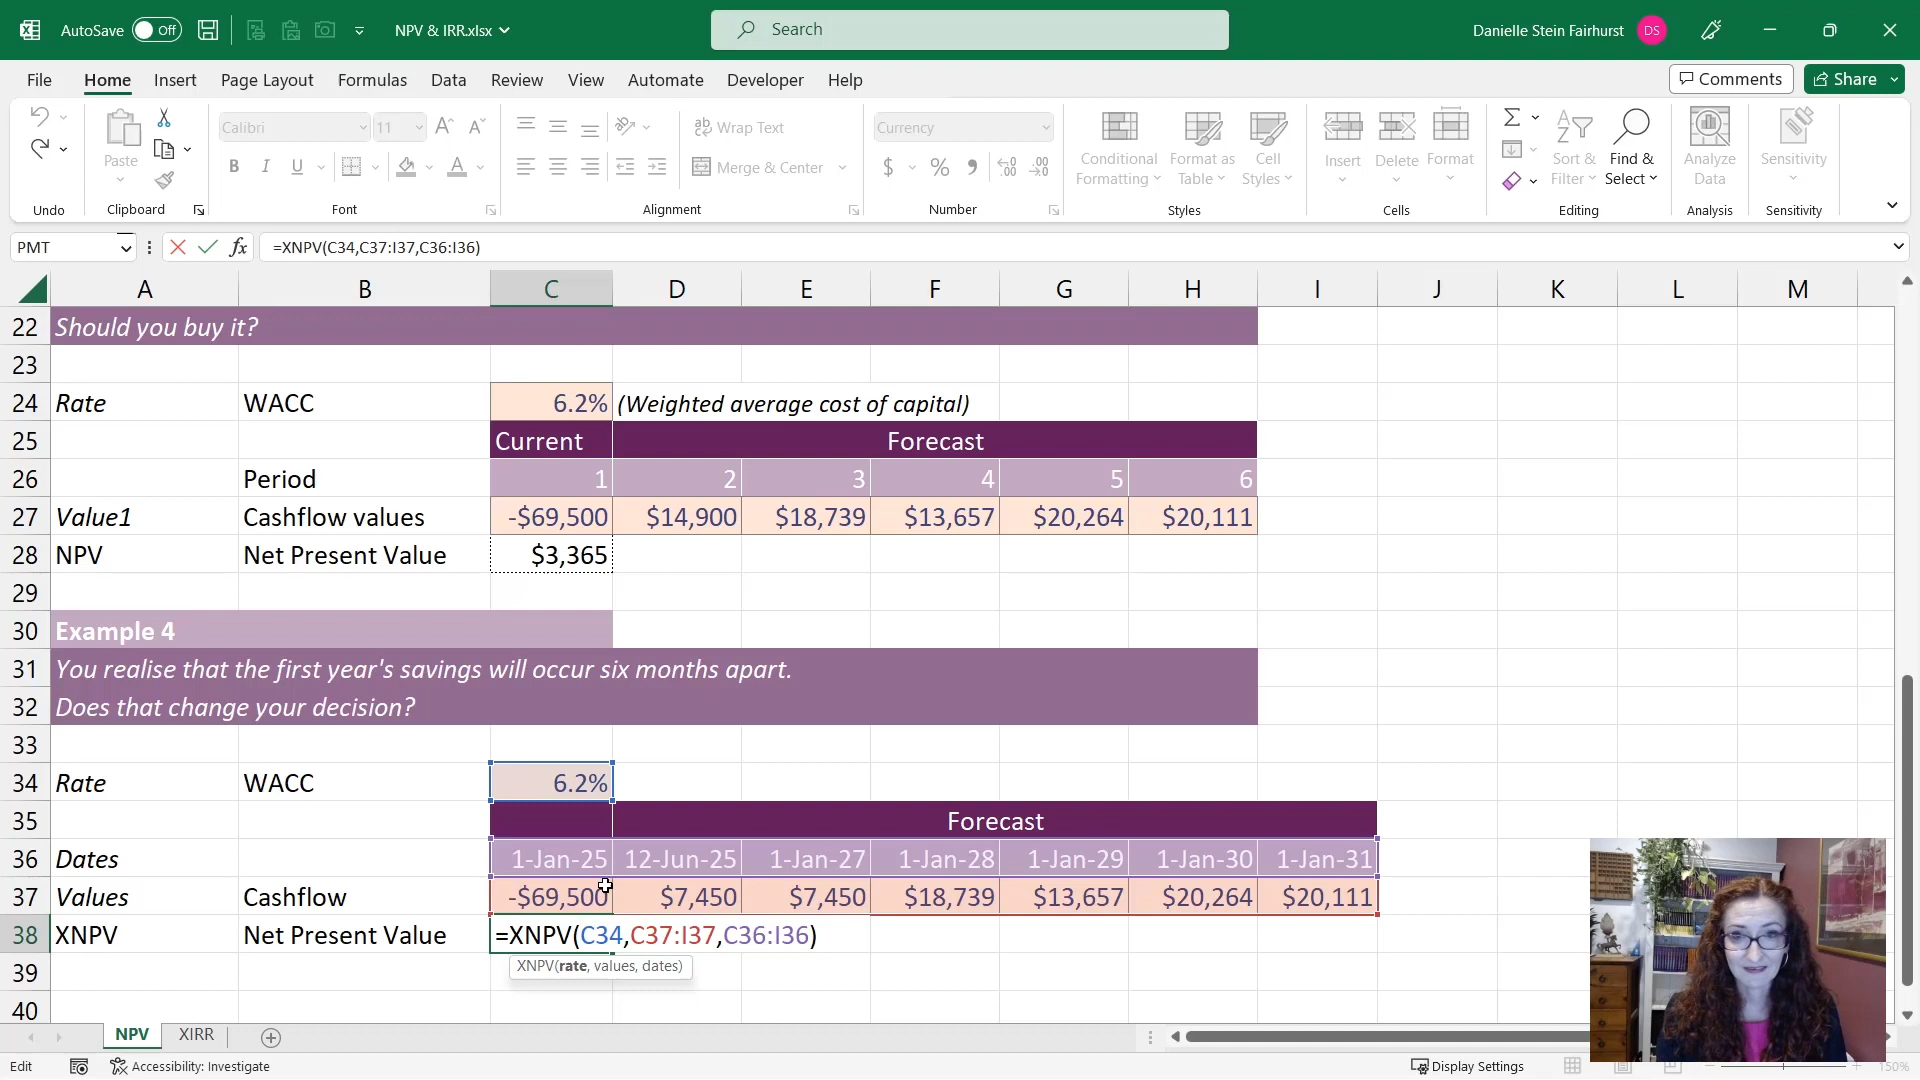 AutoSave Off NPV & IRR.xlsx Search Danielle Stein Fairhurst DS
File Home Insert Page Layout Formulas Data Review View Automate Developer Help Comments Share
Calibri 11 Wrap Text Currency
Paste B I U Merge & Center $ % Conditional Formatting Format as Table Cell Styles Insert Delete Format Sort & Filter Find & Select Analyze Data Sensitivity
Undo Clipboard Font Alignment Number Styles Cells Editing Analysis Sensitivity
PMT fx =XNPV(C34,C37:I37,C36:I36)
A B C D E F G H I J K L M
22 Should you buy it?
23
24 Rate WACC 6.2% (Weighted average cost of capital)
25 Current Forecast
26 Period 1 2 3 4 5 6
27 Value1 Cashflow values -$69,500 $14,900 $18,739 $13,657 $20,264 $20,111
28 NPV Net Present Value $3,365
29
30 Example 4
31 You realise that the first year's savings will occur six months apart.
32 Does that change your decision?
33
34 Rate WACC 6.2%
35 Forecast
36 Dates 1-Jan-25 12-Jun-25 1-Jan-27 1-Jan-28 1-Jan-29 1-Jan-30 1-Jan-31
37 Values Cashflow -$69,500 $7,450 $7,450 $18,739 $13,657 $20,264 $20,111
38 XNPV Net Present Value =XNPV(C34,C37:I37,C36:I36)
XNPV(rate, values, dates)
39
40
NPV XIRR
Edit Accessibility: Investigate Display Settings 150%